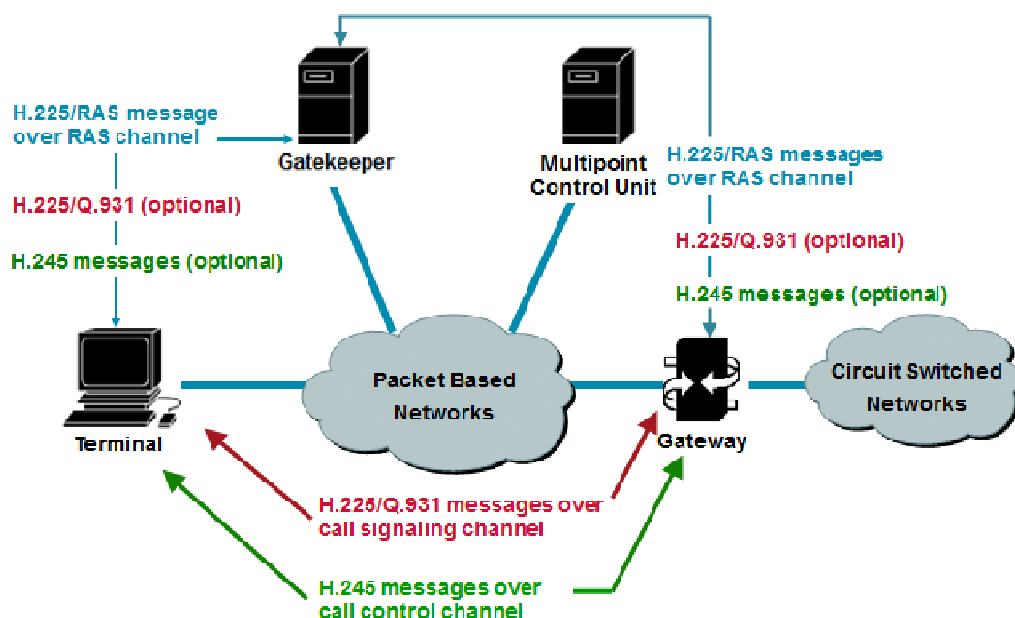 H.225/RAS message
over RAS channel
Gatekeeper
Multipoint
Control Unit
H.225/RAS messages
over RAS channel
H.225/Q.931 (optional)
H.245 messages (optional)
H.225/Q.931 (optional)
H.245 messages (optional)
Terminal
Packet Based
Networks
Gateway
Circuit Switched
Networks
H.225/Q.931 messages over
call signaling channel
H.245 messages over
call control channel